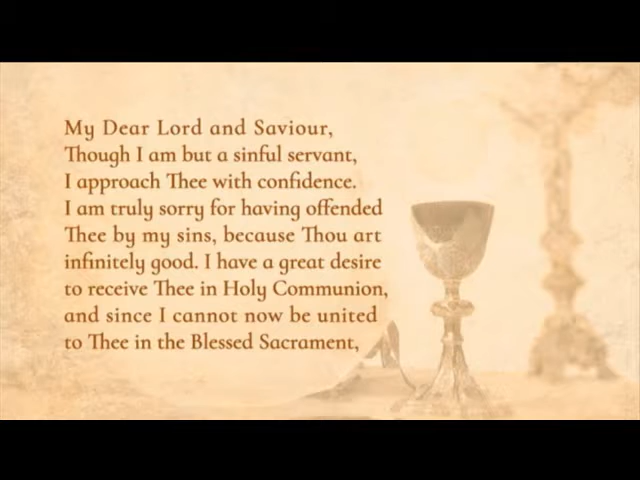 My Dear Lord and Saviour,
Though I am but a sinful servant,
I approach Thee with confidence.
I am truly sorry for having offended
Thee by my sins, because Thou art
infinitely good. I have a great desire
to receive Thee in Holy Communion,
and since I cannot now be united
to Thee in the Blessed Sacrament,